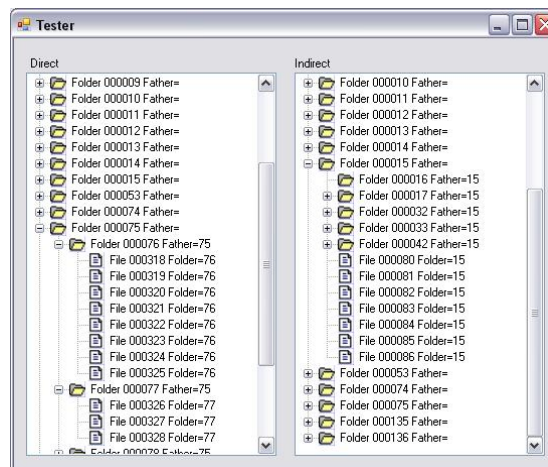 Tester
Direct
Folder 000009 Father=
Folder 000010 Father=
Folder 000011 Father=
Folder 000012 Father=
Folder 000013 Father=
Folder 000014 Father=
Folder 000015 Father=
Folder 000053 Father=
Folder 000074 Father=
Folder 000075 Father=
Folder 000076 Father=75
File 000318 Folder=76
File 000319 Folder=76
File 000320 Folder=76
File 000321 Folder=76
File 000322 Folder=76
File 000323 Folder=76
File 000324 Folder=76
File 000325 Folder=76
Folder 000077 Father=75
File 000326 Folder=77
File 000327 Folder=77
File 000328 Folder=77
Folder 000078 Father=75
Indirect
Folder 000010 Father=
Folder 000011 Father=
Folder 000012 Father=
Folder 000013 Father=
Folder 000014 Father=
Folder 000015 Father=
Folder 000016 Father=15
Folder 000017 Father=15
Folder 000032 Father=15
Folder 000033 Father=15
Folder 000042 Father=15
File 000080 Folder=15
File 000081 Folder=15
File 000082 Folder=15
File 000083 Folder=15
File 000084 Folder=15
File 000085 Folder=15
File 000086 Folder=15
Folder 000053 Father=
Folder 000074 Father=
Folder 000075 Father=
Folder 000135 Father=
Folder 000136 Father=